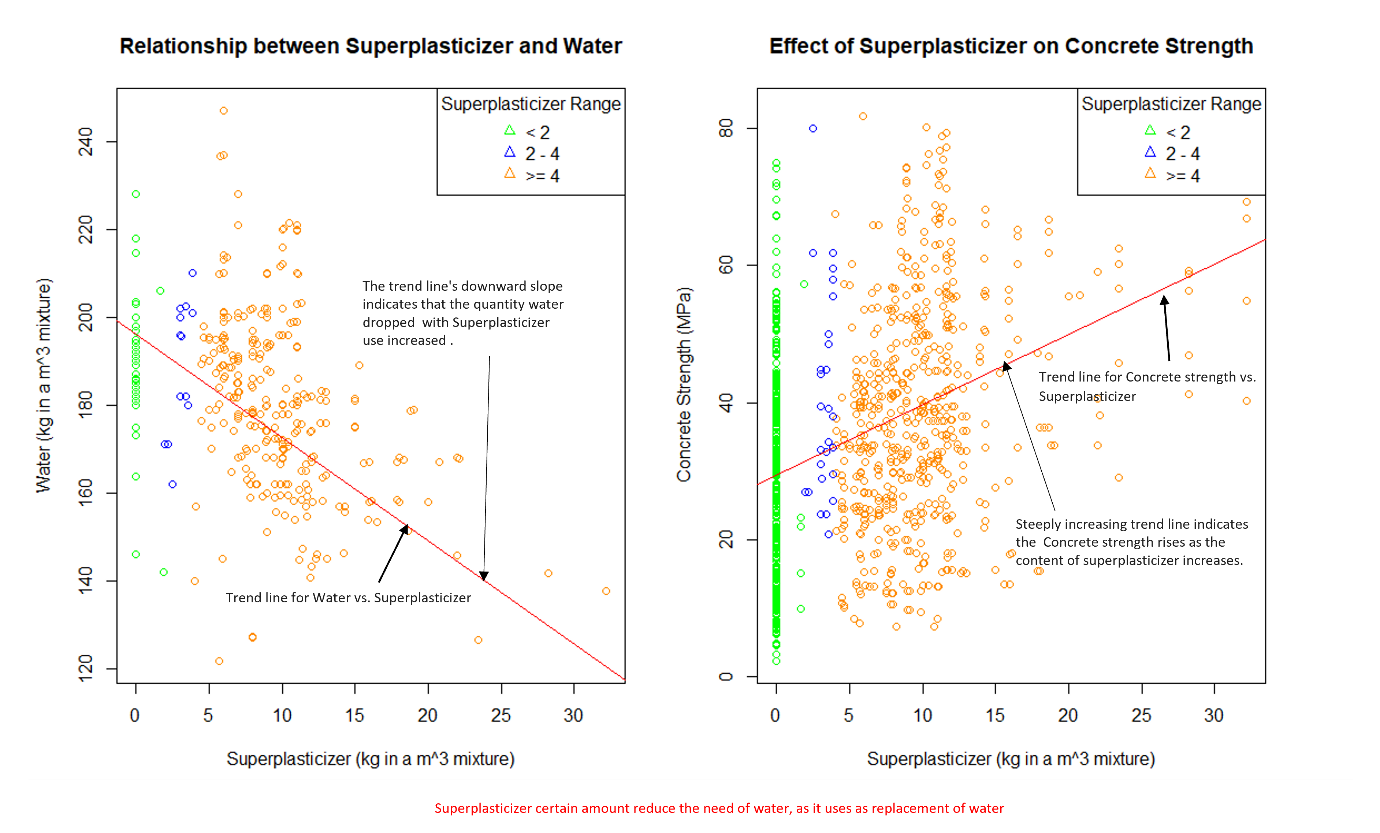 Relationship between Superplasticizer and Water
Effect of Superplasticizer on Concrete Strength
Water (kg in a m^3 mixture)
240
220
200
180
160
140
120
Superplasticizer Range
< 2
2 - 4
>= 4
The trend line's downward slope
indicates that the quantity water
dropped with Superplasticizer
use increased .
Trend line for Water vs. Superplasticizer
0 5 10 15 20 25 30
Superplasticizer (kg in a m^3 mixture)
Concrete Strength (MPa)
80
60
40
20
0
Superplasticizer Range
< 2
2 - 4
>= 4
Trend line for Concrete strength vs.
Superplasticizer
Steeply increasing trend line indicates
the Concrete strength rises as the
content of superplasticizer increases.
0 5 10 15 20 25 30
Superplasticizer (kg in a m^3 mixture)
Superplasticizer certain amount reduce the need of water, as it uses as replacement of water